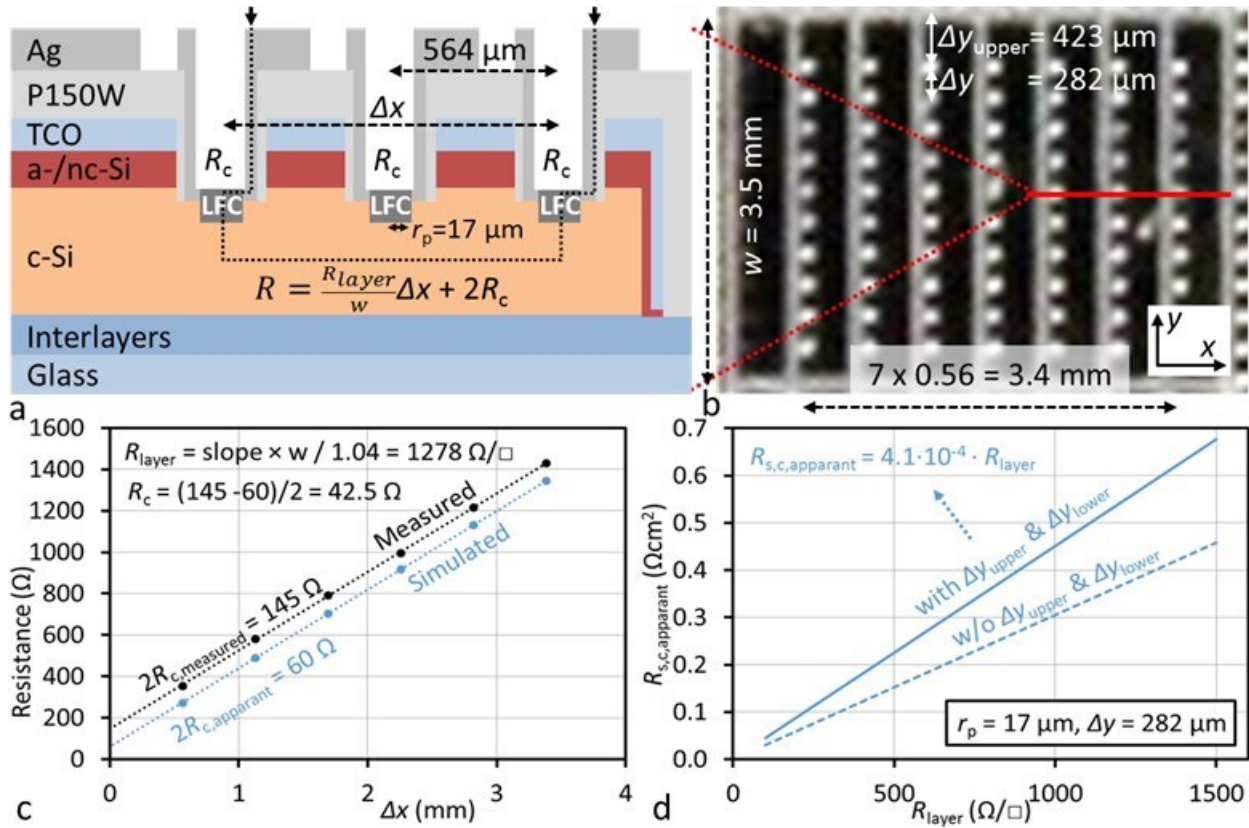 564 µm
Ag
P150W
Δx
TCO
R_c R_c R_c
a-/nc-Si
LFC LFC LFC
r_p=17 µm
c-Si
R = \frac{R_{layer}}{w}Δx + 2R_c
Interlayers
Glass
a
Δy_upper = 423 µm
Δy = 282 µm
w = 3.5 mm
y
x
7 x 0.56 = 3.4 mm
b
1600
1400
1200
1000
800
600
400
200
0
Resistance (Ω)
R_layer = slope × w / 1.04 = 1278 Ω/□
R_c = (145 -60)/2 = 42.5 Ω
Measured
Simulated
2R_c,measured = 145 Ω
2R_c,apparant = 60 Ω
0 1 2 3 4
Δx (mm)
c
0.7
0.6
0.5
0.4
0.3
0.2
0.1
0.0
R_s,c,apparant (Ωcm²)
R_s,c,apparant = 4.1·10⁻⁴ · R_layer
with Δy_upper & Δy_lower
w/o Δy_upper & Δy_lower
r_p = 17 µm, Δy = 282 µm
0 500 1000 1500
R_layer (Ω/□)
d